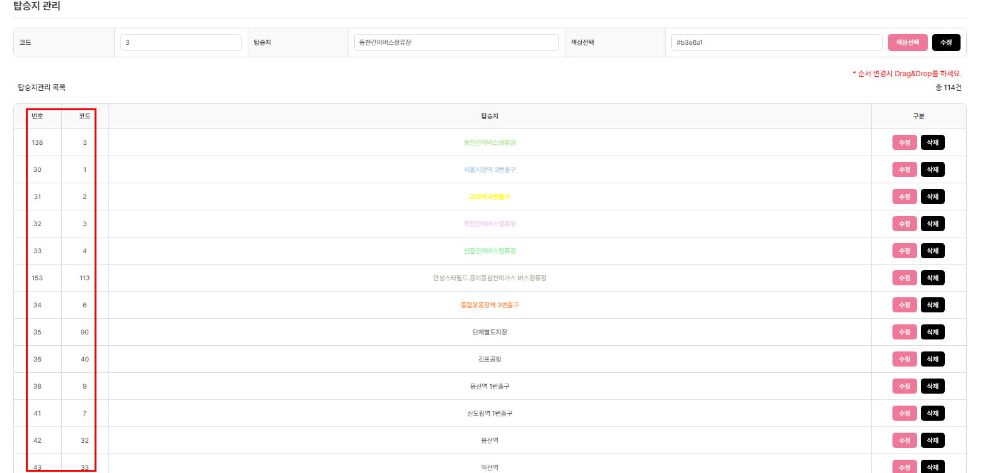 탑승지 관리
코드 3 탑승지 동천간이버스정류장 색상선택 #b3e6a1 색상선택 수정
* 순서 변경시 Drag&Drop를 하세요.
탑승지관리 목록 총 114건
번호 코드 탑승지 구분
138 3 동천간이버스정류장 수정 삭제
30 1 서울시청역 3번출구 수정 삭제
31 2 교대역 9번출구 수정 삭제
32 3 죽전간이버스정류장 수정 삭제
33 4 신갈간이버스정류장 수정 삭제
153 113 안성스타필드.용이동삼천리가스 버스정류장 수정 삭제
34 6 종합운동장역 3번출구 수정 삭제
35 90 단체별도지정 수정 삭제
36 40 김포공항 수정 삭제
38 9 용산역 1번출구 수정 삭제
41 7 신도림역 1번출구 수정 삭제
42 32 용산역 수정 삭제
43 33 익산역 수정 삭제